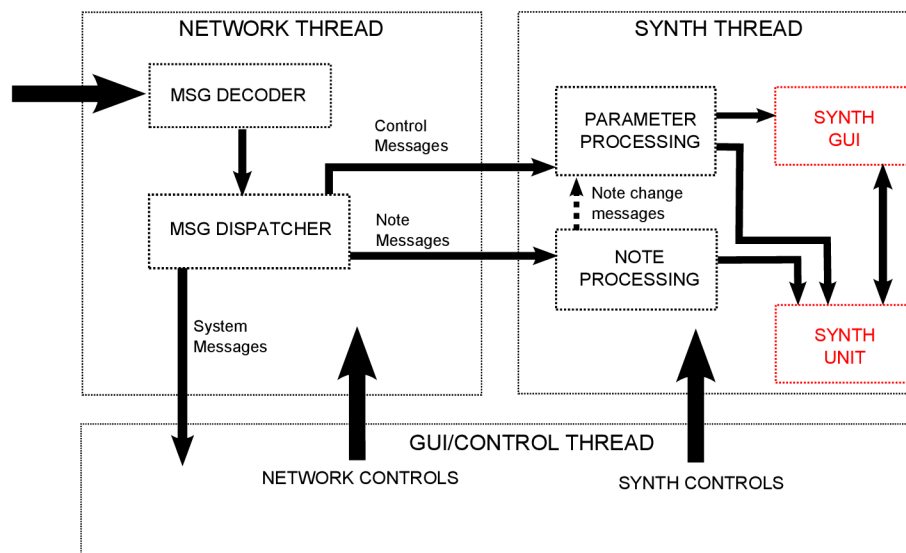 NETWORK THREAD
SYNTH THREAD
MSG DECODER
Control
Messages
PARAMETER
PROCESSING
SYNTH
GUI
MSG DISPATCHER
Note
Messages
Note change
messages
NOTE
PROCESSING
System
Messages
SYNTH
UNIT
GUI/CONTROL THREAD
NETWORK CONTROLS
SYNTH CONTROLS